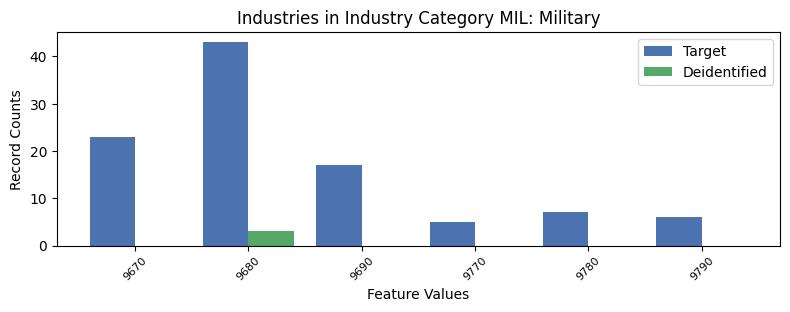 Industries in Industry Category MIL: Military
Target
Deidentified
Record Counts
40
30
20
10
0
9670
9680
9690
9770
9780
9790
Feature Values